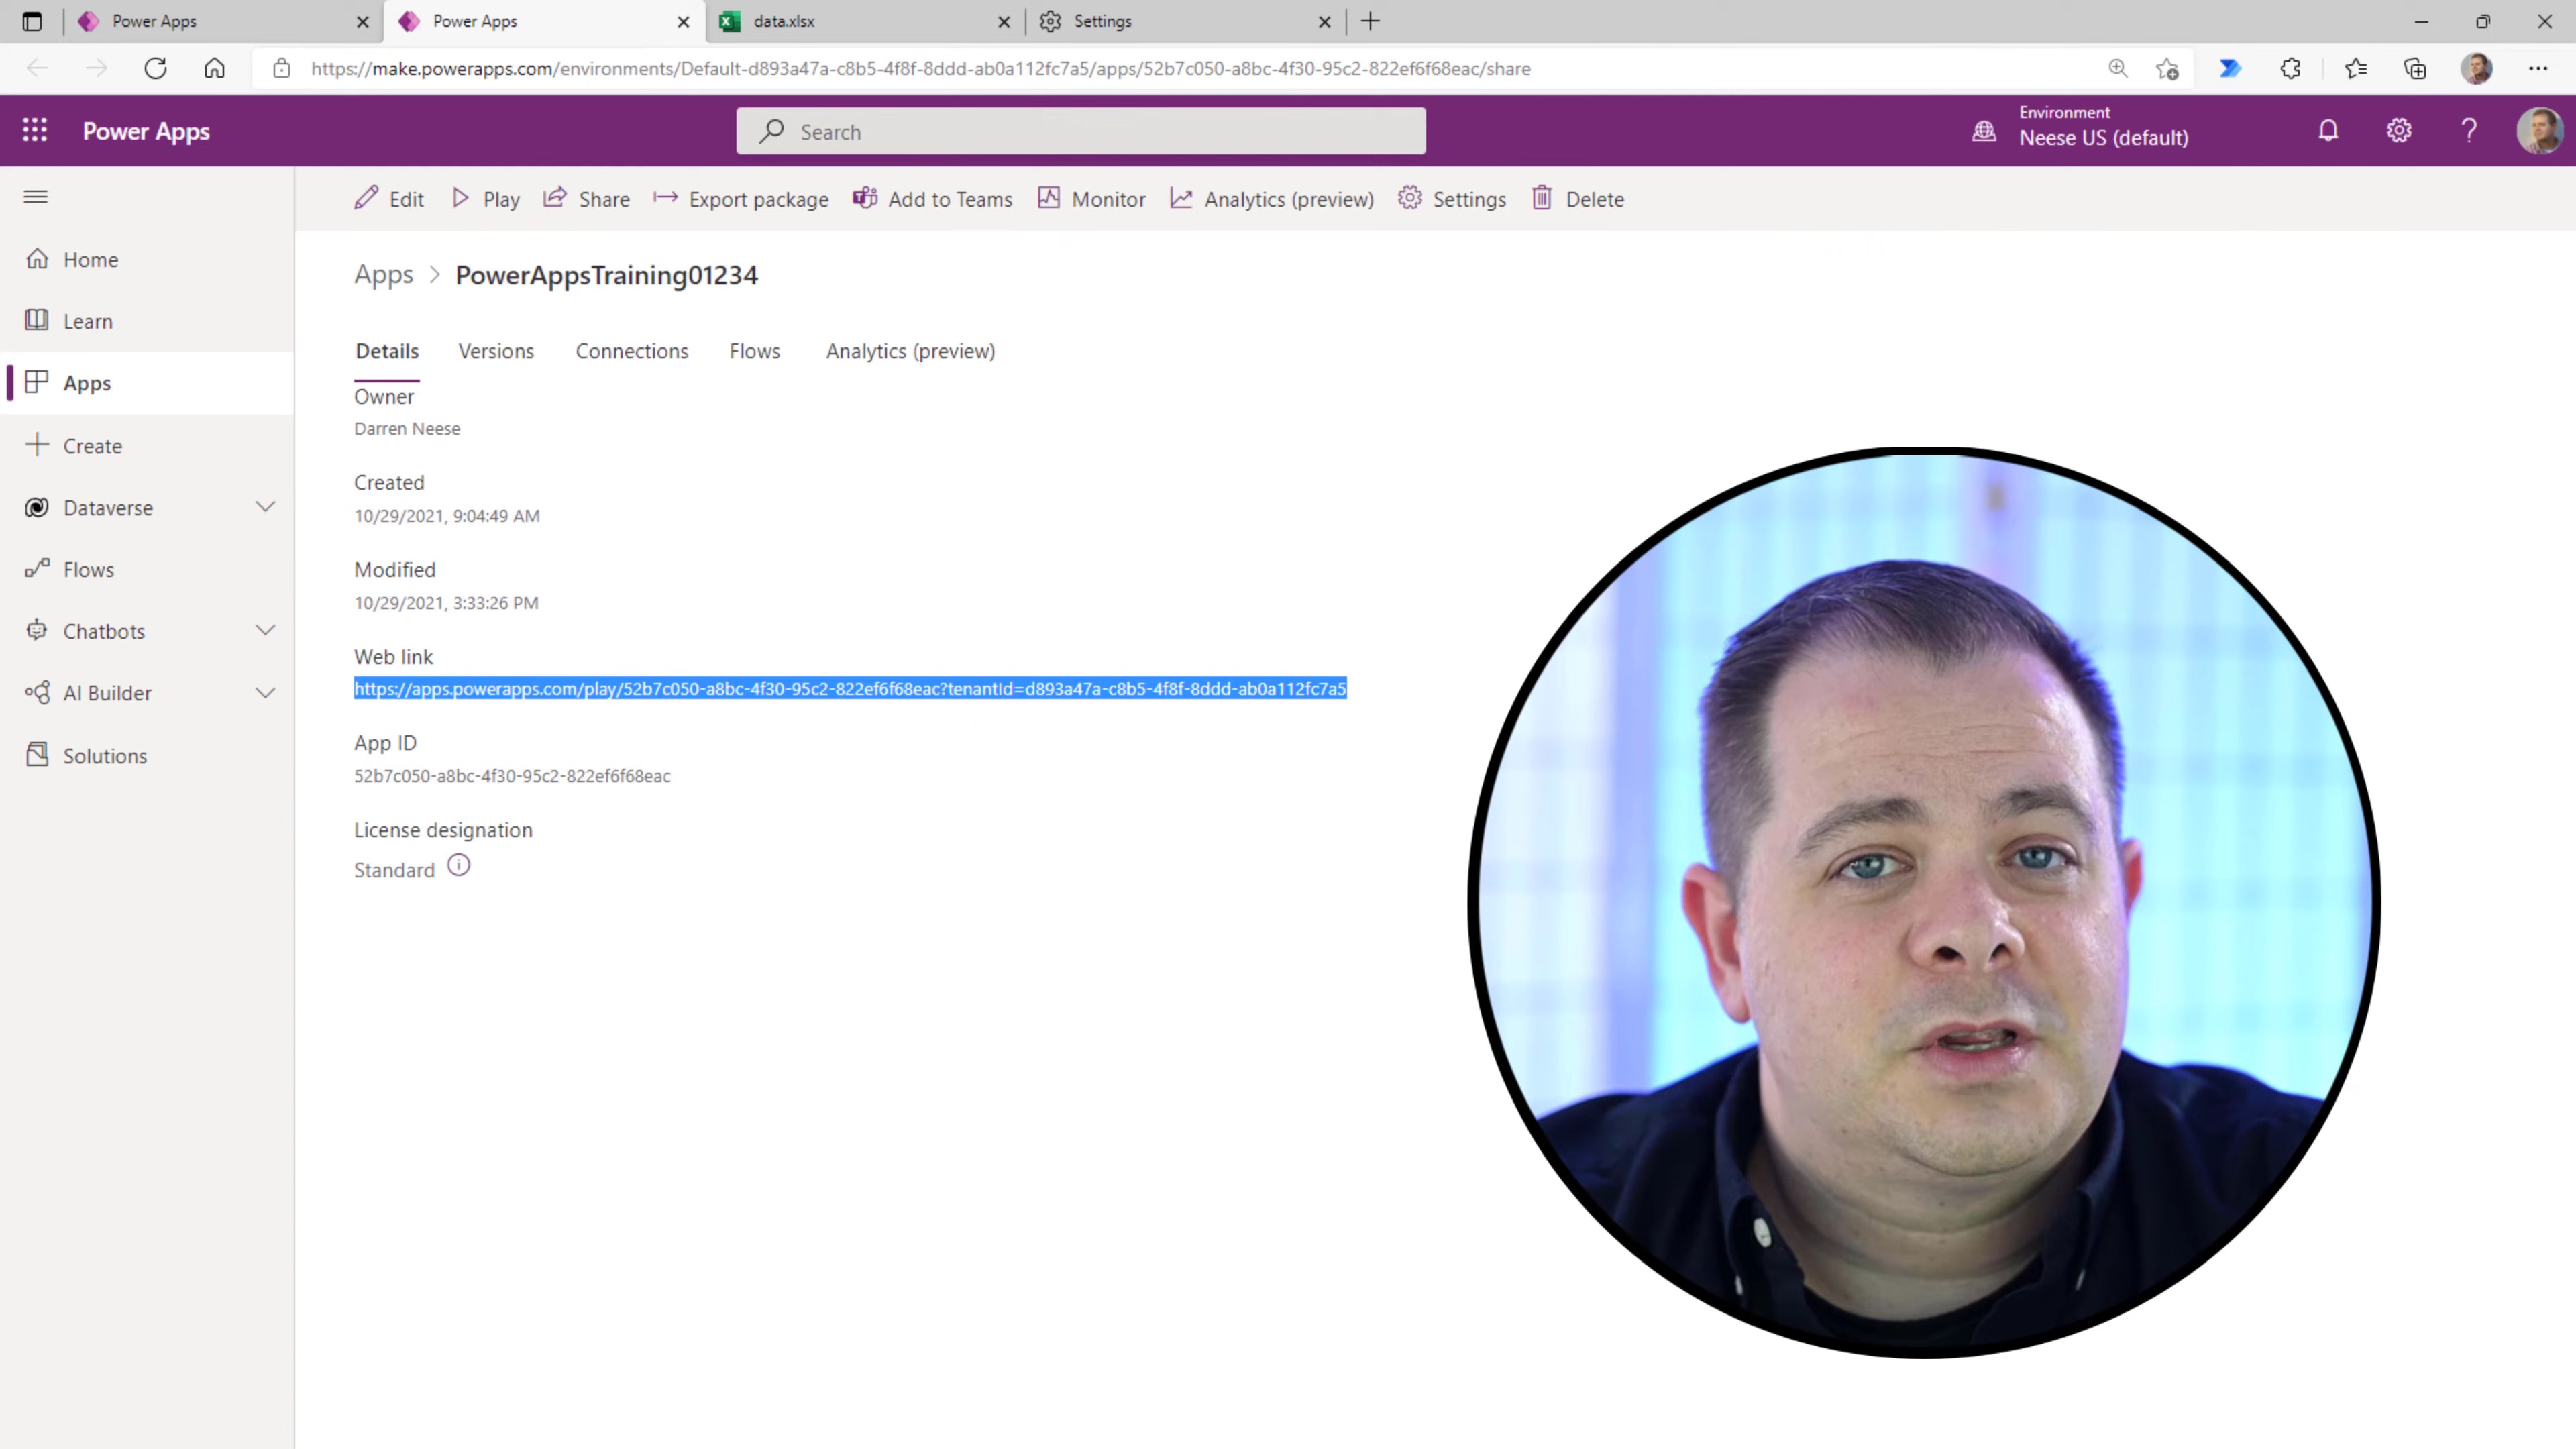 Power Apps
Power Apps
data.xlsx
Settings
https://make.powerapps.com/environments/Default-d893a47a-c8b5-4f8f-8ddd-ab0a112fc7a5/apps/52b7c050-a8bc-4f30-95c2-822ef6f68eac/share
Power Apps
Search
Environment
Neese US (default)
Edit
Play
Share
Export package
Add to Teams
Monitor
Analytics (preview)
Settings
Delete
Home
Learn
Apps
Create
Dataverse
Flows
Chatbots
AI Builder
Solutions
Apps > PowerAppsTraining01234
Details
Versions
Connections
Flows
Analytics (preview)
Owner
Darren Neese
Created
10/29/2021, 9:04:49 AM
Modified
10/29/2021, 3:33:26 PM
Web link
https://apps.powerapps.com/play/52b7c050-a8bc-4f30-95c2-822ef6f68eac?tenantId=d893a47a-c8b5-4f8f-8ddd-ab0a112fc7a5
App ID
52b7c050-a8bc-4f30-95c2-822ef6f68eac
License designation
Standard